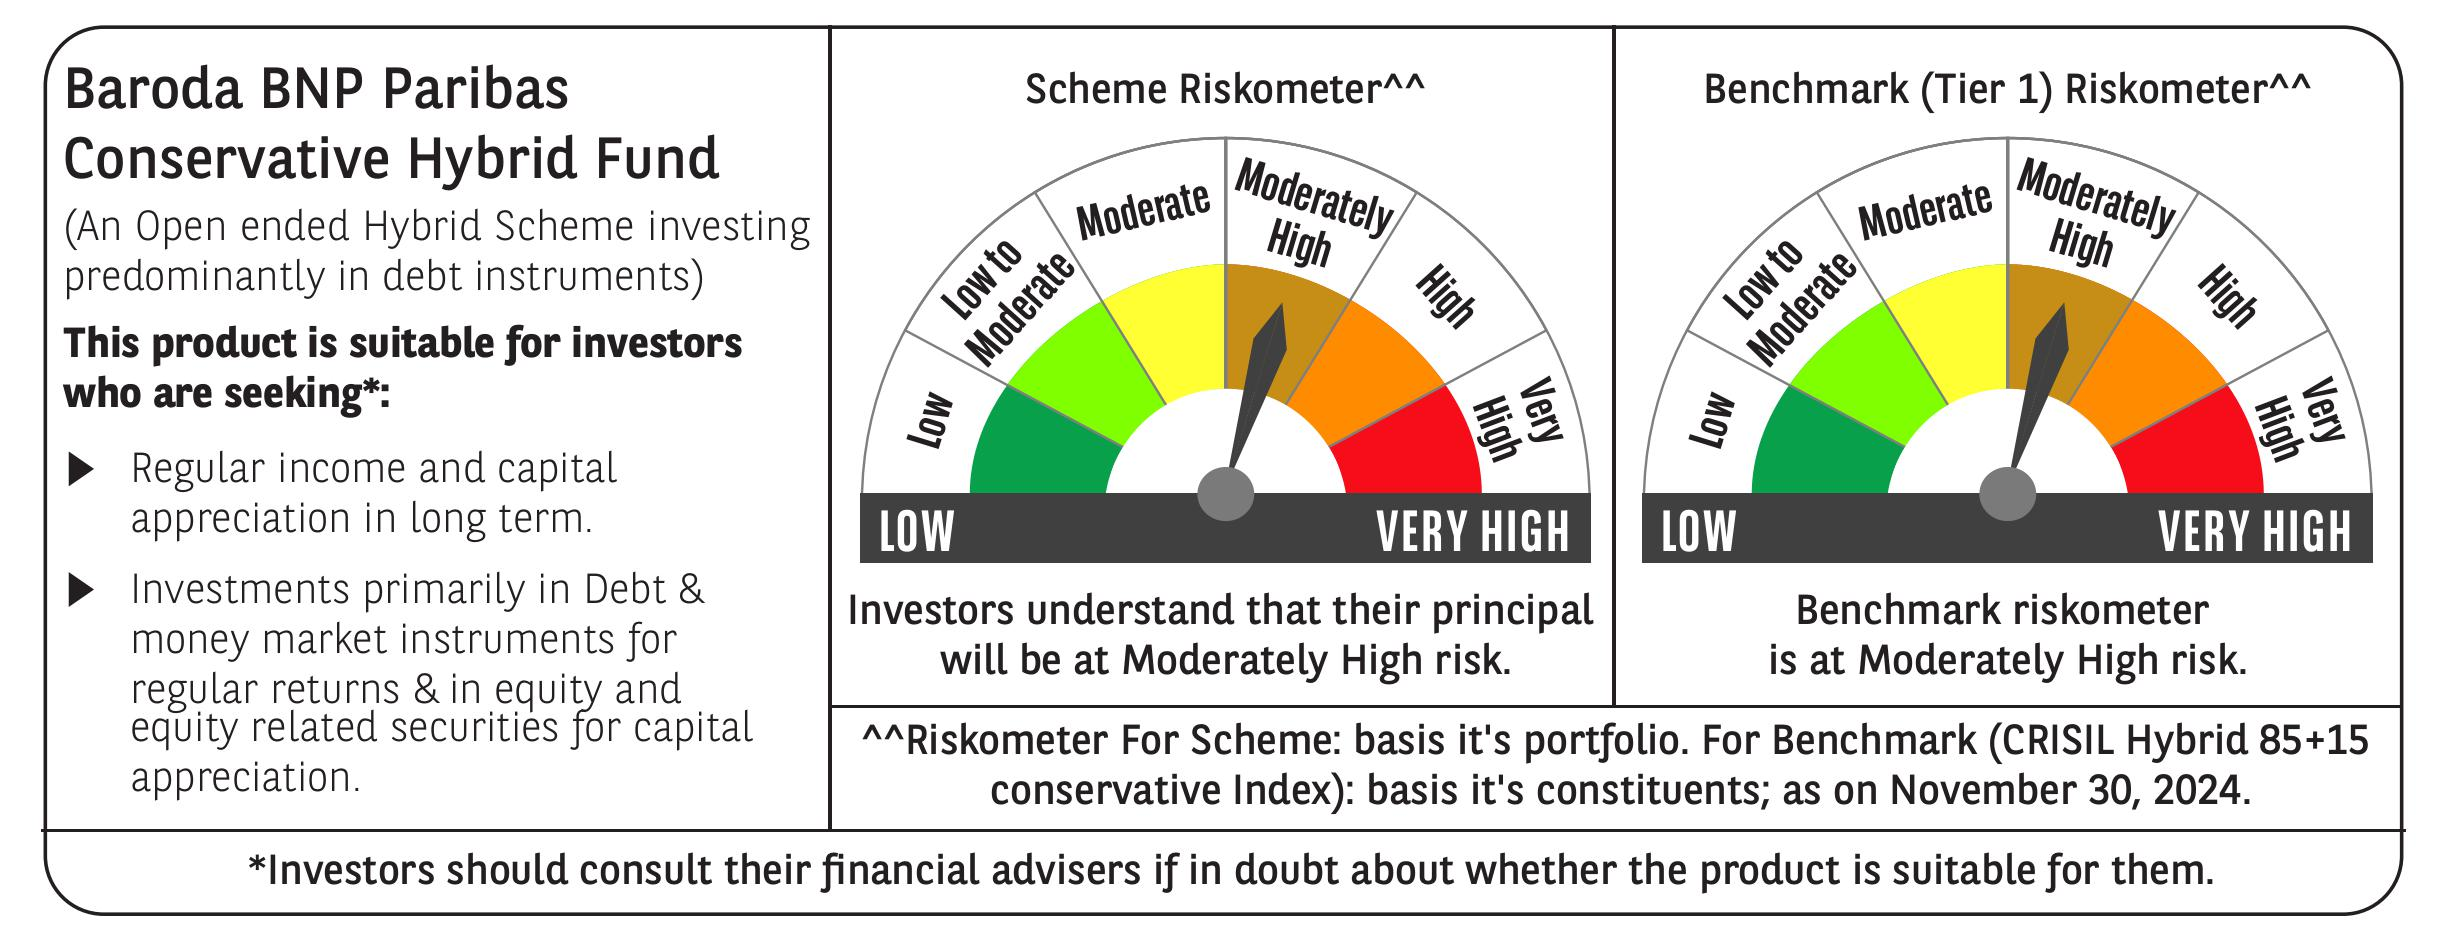 Baroda BNP Paribas
Conservative Hybrid Fund
(An Open ended Hybrid Scheme investing
predominantly in debt instruments)
This product is suitable for investors
who are seeking*:
Regular income and capital
appreciation in long term.
Investments primarily in Debt &
money market instruments for
regular returns & in equity and
equity related securities for capital
appreciation.
Scheme Riskometer^^
Low
Low to
Moderate
Moderate
Moderately
High
High
Very
High
LOW VERY HIGH
Investors understand that their principal
will be at Moderately High risk.
Benchmark (Tier 1) Riskometer^^
Low
Low to
Moderate
Moderate
Moderately
High
High
Very
High
LOW VERY HIGH
Benchmark riskometer
is at Moderately High risk.
^^Riskometer For Scheme: basis it's portfolio. For Benchmark (CRISIL Hybrid 85+15
conservative Index): basis it's constituents; as on November 30, 2024.
*Investors should consult their financial advisers if in doubt about whether the product is suitable for them.